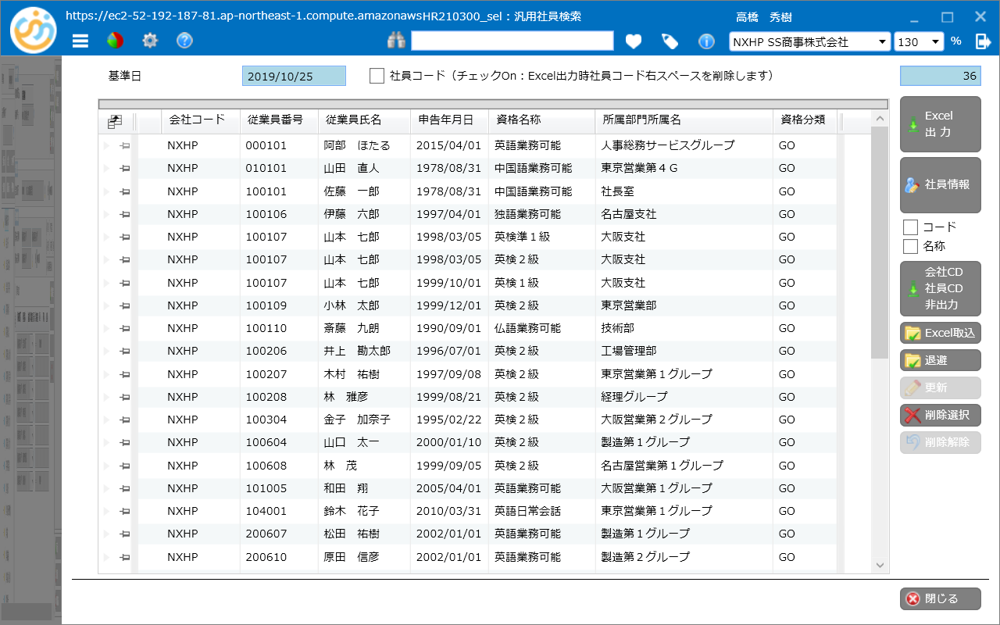 https://ec2-52-192-187-81.ap-northeast-1.compute.amazonawsHR210300_sel：汎用社員検索
高橋　秀樹
NXHP SS商事株式会社 130 %
基準日 2019/10/25 社員コード（チェックOn：Excel出力時社員コード右スペースを削除します） 36
会社コード 従業員番号 従業員氏名 申告年月日 資格名称 所属部門所属名 資格分類
NXHP 000101 阿部　ほたる 2015/04/01 英語業務可能 人事総務サービスグループ GO
NXHP 010101 山田　直人 1978/08/31 中国語業務可能 東京営業第４Ｇ GO
NXHP 100101 佐藤　一郎 1978/08/31 中国語業務可能 社長室 GO
NXHP 100106 伊藤　六郎 1997/04/01 独語業務可能 名古屋支社 GO
NXHP 100107 山本　七郎 1998/03/05 英検準１級 大阪支社 GO
NXHP 100107 山本　七郎 1998/03/05 英検２級 大阪支社 GO
NXHP 100107 山本　七郎 1999/10/01 英検１級 大阪支社 GO
NXHP 100109 小林　太郎 1999/12/01 英検２級 東京営業部 GO
NXHP 100110 斎藤　九朗 1990/09/01 仏語業務可能 技術部 GO
NXHP 100206 井上　勘太郎 1996/07/01 英検２級 工場管理部 GO
NXHP 100207 木村　祐樹 1997/09/08 英検２級 東京営業第１グループ GO
NXHP 100208 林　雅彦 1999/08/21 英検２級 経理グループ GO
NXHP 100304 金子　加奈子 1995/02/22 英検２級 大阪営業第２グループ GO
NXHP 100604 山口　太一 2000/01/10 英検２級 製造第１グループ GO
NXHP 100608 林　茂 1999/09/05 英検２級 名古屋営業第１グループ GO
NXHP 101005 和田　翔 2005/04/01 英語業務可能 大阪営業第１グループ GO
NXHP 104001 鈴木　花子 2010/03/31 英語日常会話 東京営業第１グループ GO
NXHP 200607 松田　祐樹 2002/01/01 英語業務可能 製造第１グループ GO
NXHP 200610 原田　信彦 2002/01/01 英語業務可能 製造第２グループ GO
Excel
出 力
社員情報
コード
名称
会社CD
社員CD
非出力
Excel取込
退避
更新
削除選択
削除解除
閉じる